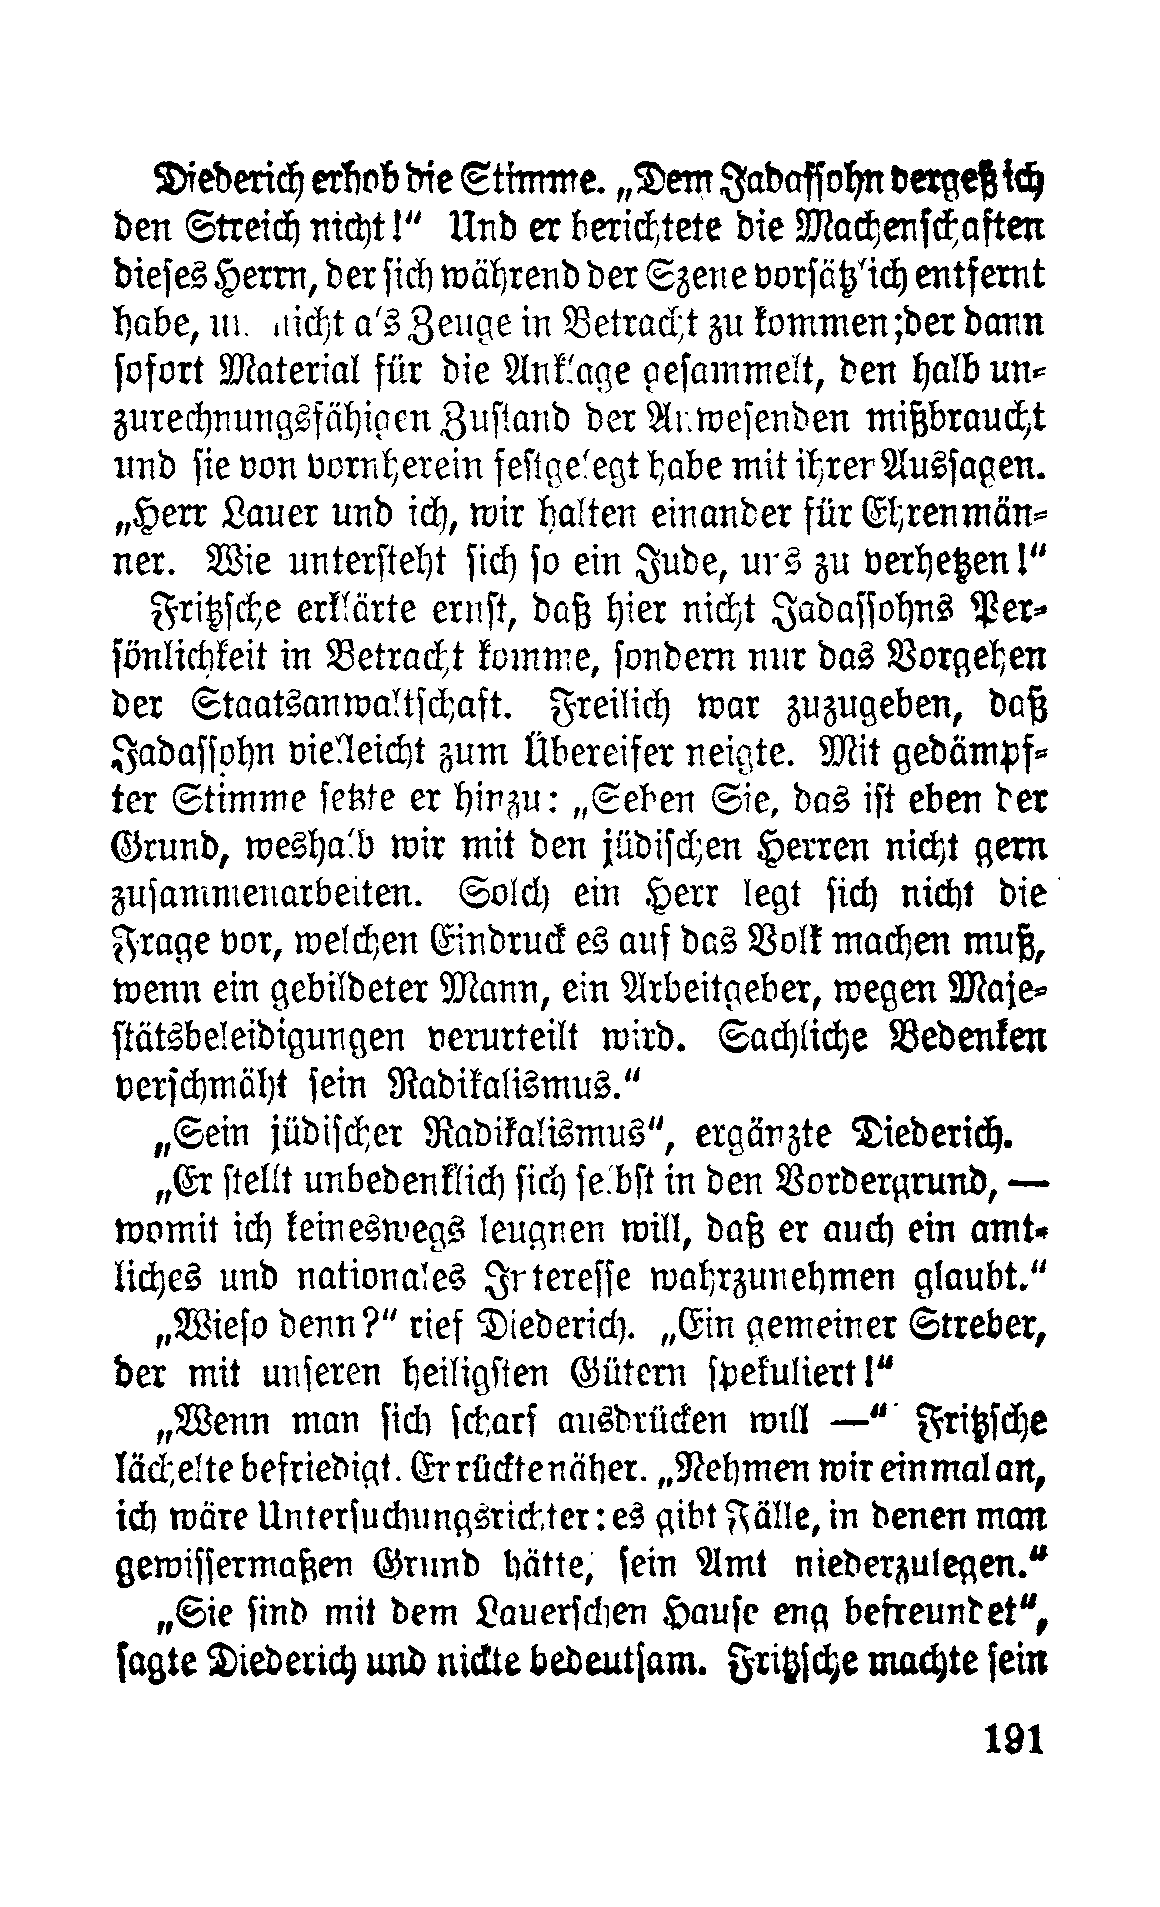 Diederich erhob die Stimme. „Dem Jadassohn vergeß ich
den Streich nicht!“ Und er berichtete die Machenschaften
dieses Herrn, der sich während der Szene vorsätzlich entfernt
habe, um nicht als Zeuge in Betracht zu kommen; der dann
sofort Material für die Anklage gesammelt, den halb un-
zurechnungsfähigen Zustand der Anwesenden mißbraucht
und sie von vornherein festgelegt habe mit ihrer Aussagen.
„Herr Lauer und ich, wir halten einander für Ehrenmän-
ner. Wie untersteht sich so ein Jude, uns zu verhetzen!“
Fritzsche erklärte ernst, daß hier nicht Jadassohns Per-
sönlichkeit in Betracht komme, sondern nur das Vorgehen
der Staatsanwaltschaft. Freilich war zuzugeben, daß
Jadassohn vielleicht zum Übereifer neigte. Mit gedämpf-
ter Stimme setzte er hinzu: „Sehen Sie, das ist eben der
Grund, weshalb wir mit den jüdischen Herren nicht gern
zusammenarbeiten. Solch ein Herr legt sich nicht die
Frage vor, welchen Eindruck es auf das Volk machen muß,
wenn ein gebildeter Mann, ein Arbeitgeber, wegen Maje-
stätsbeleidigungen verurteilt wird. Sachliche Bedenken
verschmäht sein Radikalismus.“
„Sein jüdischer Radikalismus“, ergänzte Diederich.
„Er stellt unbedenklich sich selbst in den Vordergrund, —
womit ich keineswegs leugnen will, daß er auch ein amt-
liches und nationales Interesse wahrzunehmen glaubt.“
„Wieso denn?“ rief Diederich. „Ein gemeiner Streber,
der mit unseren heiligsten Gütern spekuliert!“
„Wenn man sich scharf ausdrücken will —“ Fritzsche
lächelte befriedigt. Er rückte näher. „Nehmen wir einmal an,
ich wäre Untersuchungsrichter: es gibt Fälle, in denen man
gewissermaßen Grund hätte, sein Amt niederzulegen.“
„Sie sind mit dem Lauerschen Hause eng befreundet“,
sagte Diederich und nickte bedeutsam. Fritzsche machte sein
191